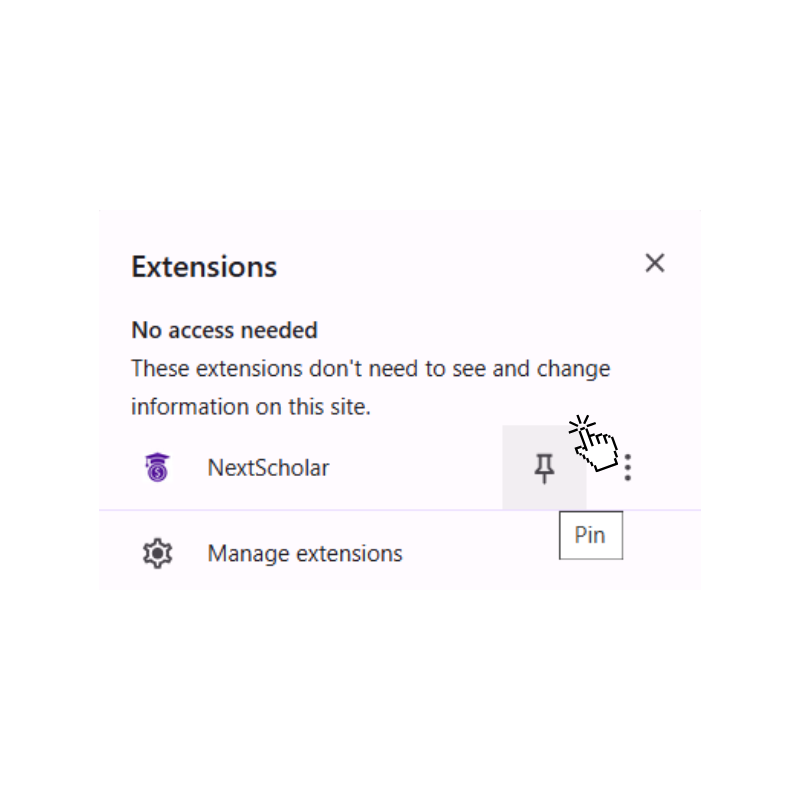 Extensions
No access needed
These extensions don't need to see and change
information on this site.
NextScholar
Pin
Manage extensions